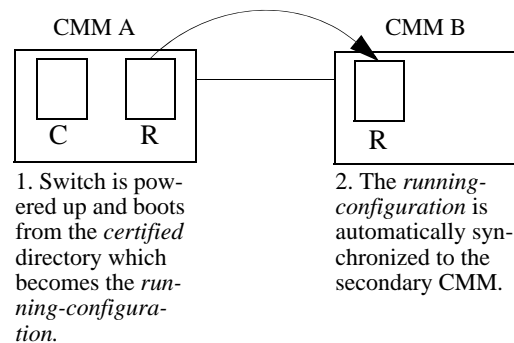 CMM A
CMM B
C
R
R
1. Switch is pow-
ered up and boots
from the certified
directory which
becomes the run-
ning-configura-
tion.
2. The running-
configuration is
automatically syn-
chronized to the
secondary CMM.